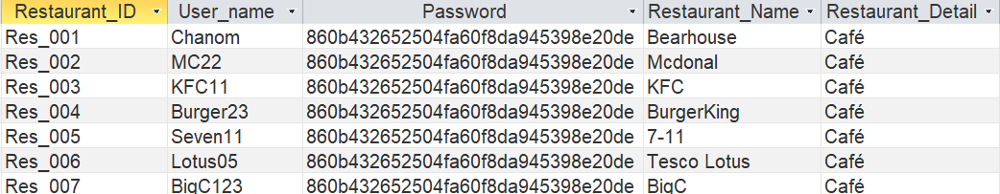 Restaurant_ID User_name Password Restaurant_Name Restaurant_Detail
Res_001 Chanom 860b432652504fa60f8da945398e20de Bearhouse Café
Res_002 MC22 860b432652504fa60f8da945398e20de Mcdonal Café
Res_003 KFC11 860b432652504fa60f8da945398e20de KFC Café
Res_004 Burger23 860b432652504fa60f8da945398e20de BurgerKing Café
Res_005 Seven11 860b432652504fa60f8da945398e20de 7-11 Café
Res_006 Lotus05 860b432652504fa60f8da945398e20de Tesco Lotus Café
Res_007 BigC123 860b432652504fa60f8da945398e20de BigC Café